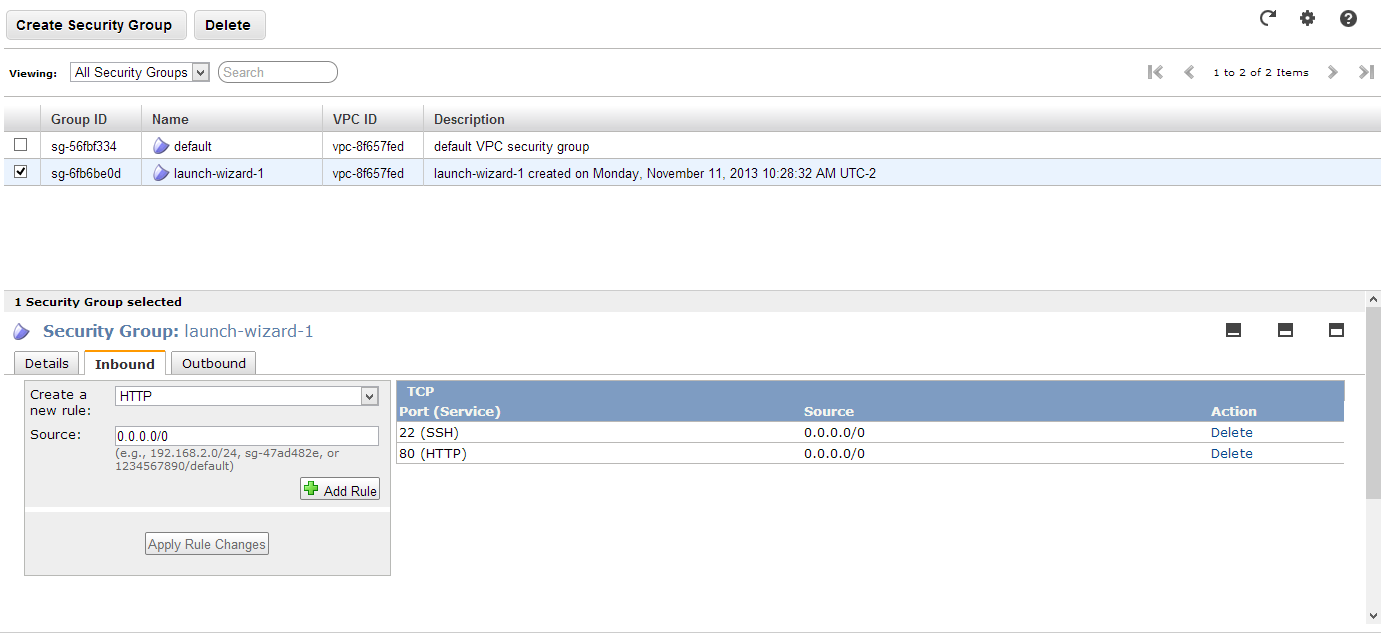 Create Security Group Delete
Viewing: All Security Groups Search 1 to 2 of 2 Items
Group ID Name VPC ID Description
sg-56fbf334 default vpc-8f657fed default VPC security group
sg-6fb6be0d launch-wizard-1 vpc-8f657fed launch-wizard-1 created on Monday, November 11, 2013 10:28:32 AM UTC-2
1 Security Group selected
Security Group: launch-wizard-1
Details Inbound Outbound
Create a new rule: HTTP
Source: 0.0.0.0/0
(e.g., 192.168.2.0/24, sg-47ad482e, or
1234567890/default)
Add Rule
Apply Rule Changes
TCP
Port (Service) Source Action
22 (SSH) 0.0.0.0/0 Delete
80 (HTTP) 0.0.0.0/0 Delete